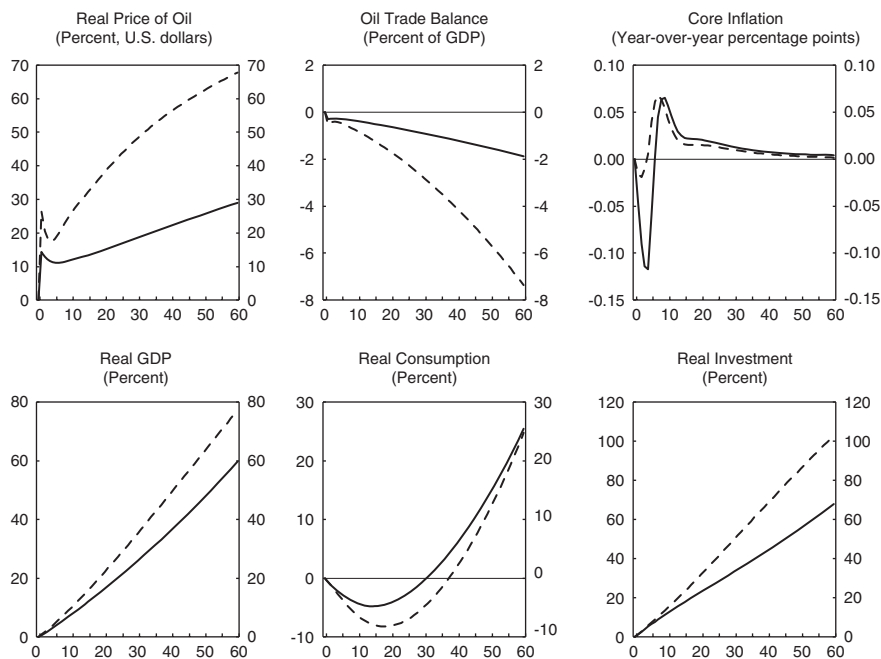 Real Price of Oil
(Percent, U.S. dollars)
70 70
60 60
50 50
40 40
30 30
20 20
10 10
0 0
0 10 20 30 40 50 60
Oil Trade Balance
(Percent of GDP)
2 2
0 0
-2 -2
-4 -4
-6 -6
-8 -8
0 10 20 30 40 50 60
Core Inflation
(Year-over-year percentage points)
0.10 0.10
0.05 0.05
0.00 0.00
-0.05 -0.05
-0.10 -0.10
-0.15 -0.15
0 10 20 30 40 50 60
Real GDP
(Percent)
80 80
60 60
40 40
20 20
0 0
0 10 20 30 40 50 60
Real Consumption
(Percent)
30 30
20 20
10 10
0 0
-10 -10
0 10 20 30 40 50 60
Real Investment
(Percent)
120 120
100 100
80 80
60 60
40 40
20 20
0 0
0 10 20 30 40 50 60